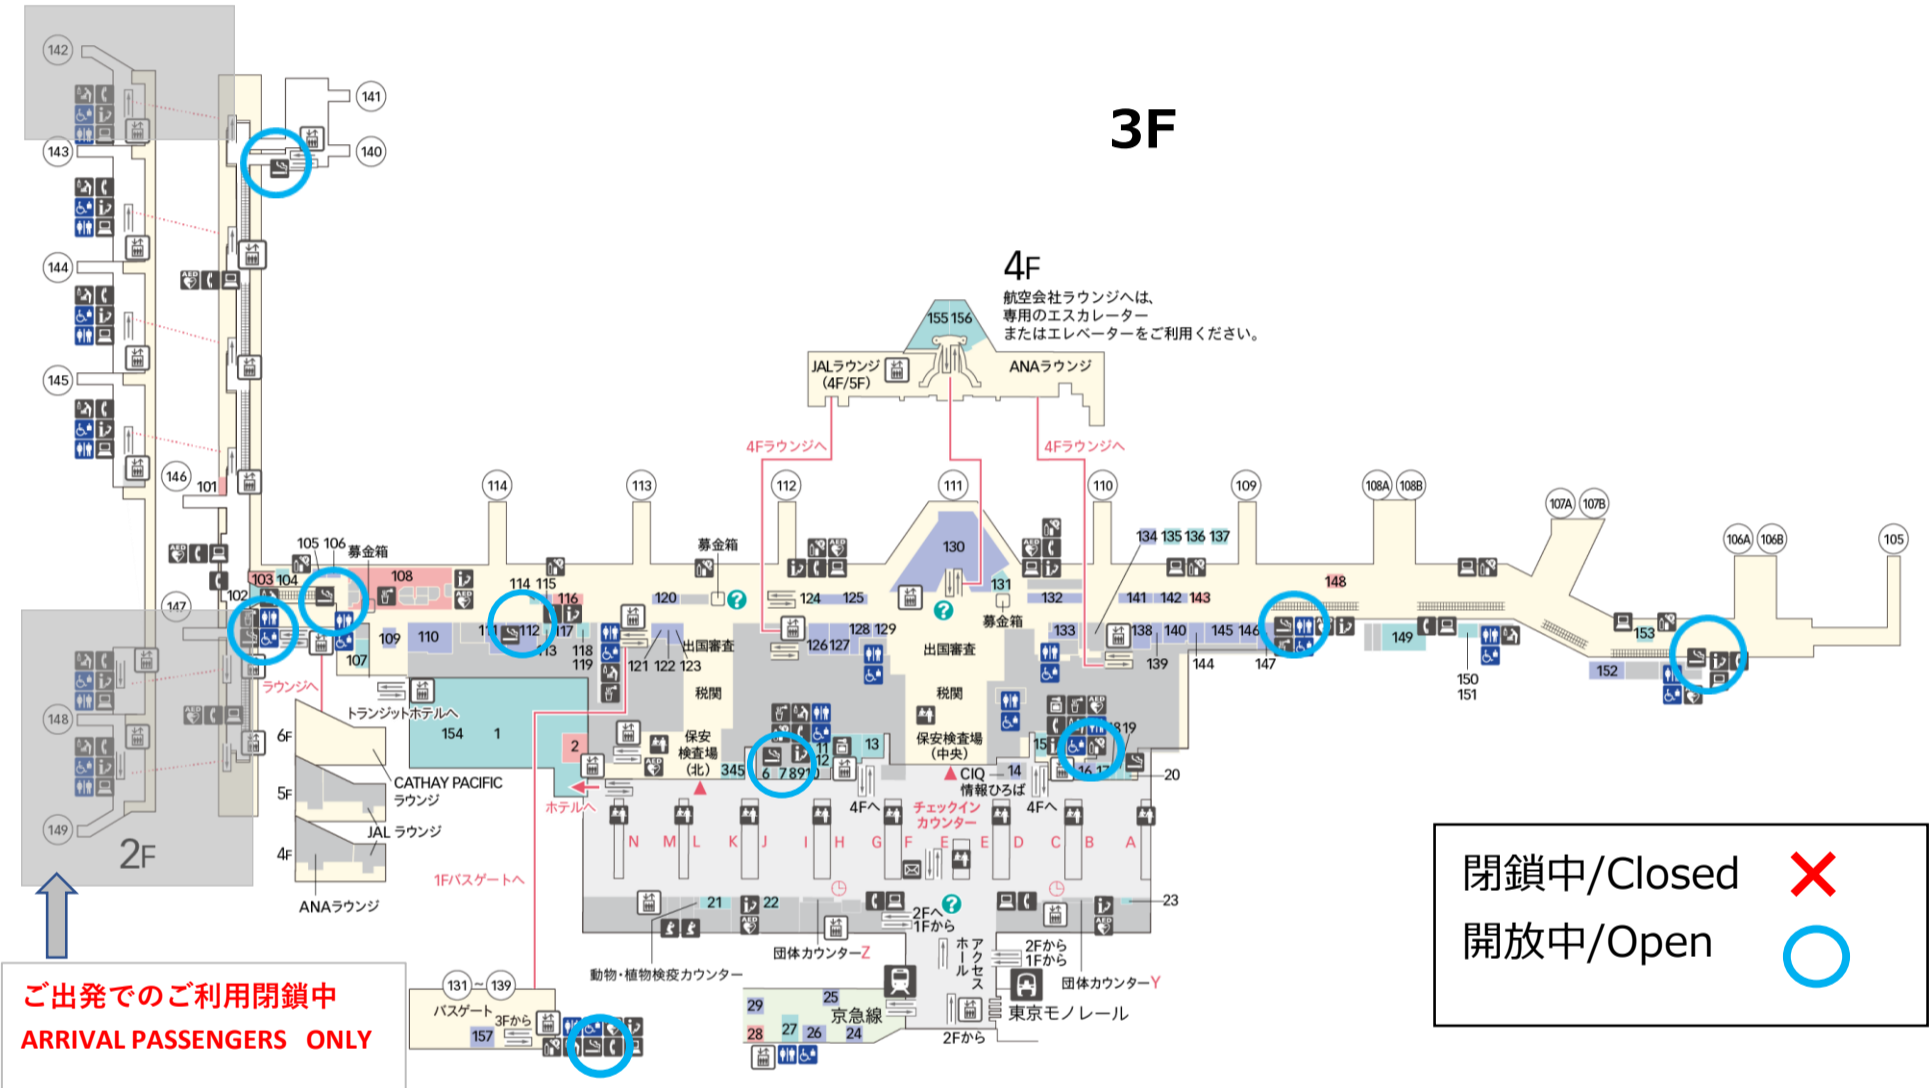 3F
142
141
143
140
144
145
146
101
147
148
149
2F
4F
航空会社ラウンジへは、
専用のエスカレーター
またはエレベーターをご利用ください。
155 156
JALラウンジ
(4F/5F)
ANAラウンジ
4Fラウンジへ
4Fラウンジへ
114
113
112
111
110
109
108A
108B
107A
107B
106A
106B
105
105 106
募金箱
103 104
102
108
107
109
110
111
112
113
114 115
116
117
118
119
120
募金箱
121 122 123
出国審査
税関
保安
検査場
(北)
124 125
126 127
128 129
130
131
募金箱
132
133
134 135 136 137
138
139
140
141 142 143
144
145 146
147
148
149
150
151
152
153
出国審査
税関
保安検査場
(中央)
CIQ
情報ひろば
ラウンジへ
トランジットホテルへ
6F
CATHAY PACIFIC
ラウンジ
5F
JAL ラウンジ
4F
ANAラウンジ
154
1
2
ホテルへ
345
6
7 8 9 10
11
12
13
14
15
16 17
19
20
4Fへ
4Fへ
チェックイン
カウンター
N M L K J I H G F E E D C B A
1Fバスゲートへ
21
22
23
2Fへ
1Fから
団体カウンターZ
動物・植物検疫カウンター
アクセス
ホール
2Fから
1Fから
団体カウンターY
131 ~ 139
バスゲート
3Fから
157
29
25
28
27
26
24
京急線
東京モノレール
2Fから
閉鎖中/Closed
開放中/Open
ご出発でのご利用閉鎖中
ARRIVAL PASSENGERS ONLY